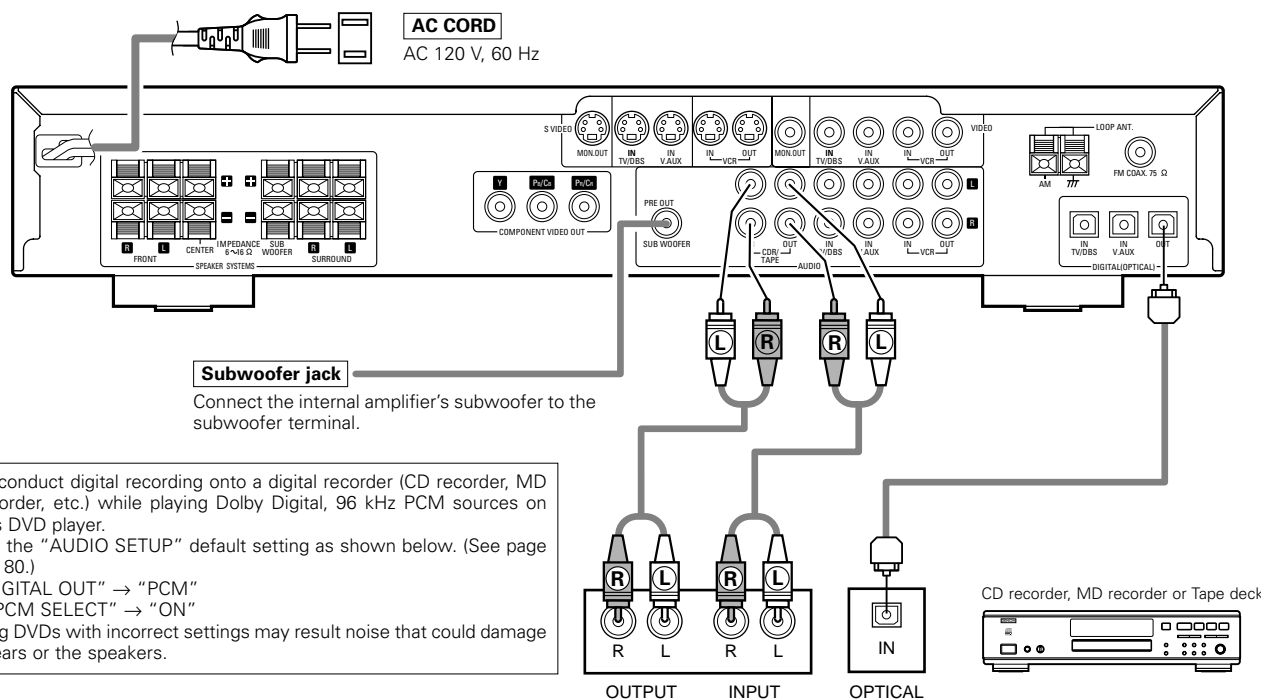 AC CORD
AC 120 V, 60 Hz
S VIDEO
MON.OUT
IN
TV/DBS
IN
V.AUX
IN
OUT
VCR
MON.OUT
IN
TV/DBS
IN
V.AUX
IN
OUT
VCR
VIDEO
LOOP ANT.
AM
FM COAX. 75 Ω
Y
PB/CB
PR/CR
COMPONENT VIDEO OUT
PRE OUT
SUB WOOFER
L
R
CDR/
TAPE
OUT
IN
TV/DBS
IN
V.AUX
IN
OUT
VCR
AUDIO
IN
TV/DBS
IN
V.AUX
OUT
DIGITAL(OPTICAL)
R
L
FRONT
CENTER
IMPEDANCE
6~16 Ω
SUB
WOOFER
R
L
SURROUND
SPEAKER SYSTEMS
L
R
R
L
Subwoofer jack
Connect the internal amplifier's subwoofer to the
subwoofer terminal.
conduct digital recording onto a digital recorder (CD recorder, MD
order, etc.) while playing Dolby Digital, 96 kHz PCM sources on
s DVD player.
the “AUDIO SETUP” default setting as shown below. (See page
80.)
GITAL OUT” → “PCM”
PCM SELECT” → “ON”
g DVDs with incorrect settings may result noise that could damage
ears or the speakers.
R
L
R
L
R
L
R
L
OUTPUT
INPUT
IN
OPTICAL
CD recorder, MD recorder or Tape deck